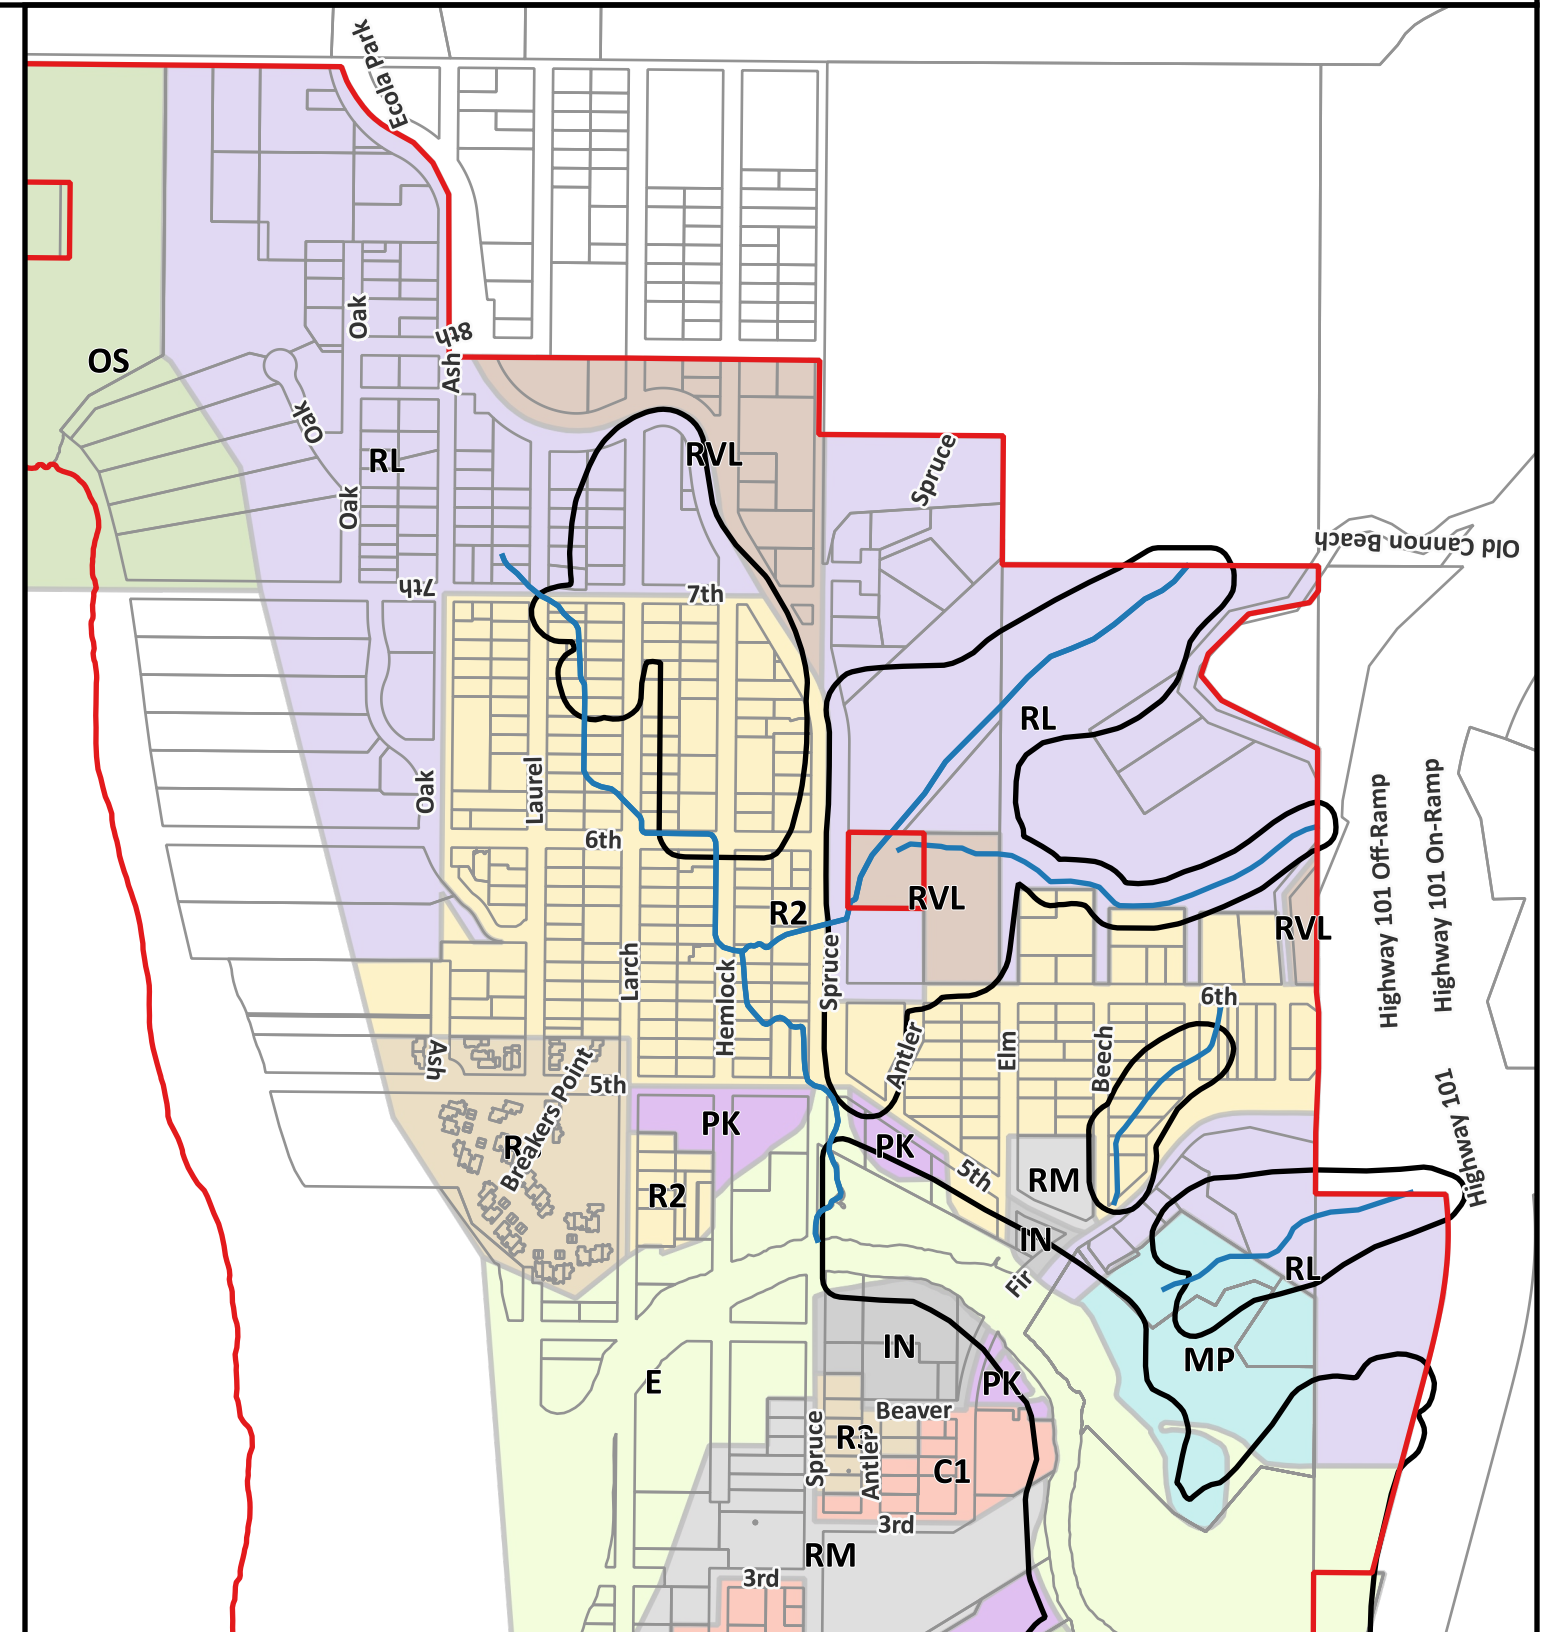 Ecola Park
Oak
8th
Ash
OS
Oak
RL
RVL
Spruce
Oak
Old Cannon Beach
7th
7th
RL
Oak
Laurel
6th
Highway 101 Off-Ramp
Highway 101 On-Ramp
R2
RVL
RVL
Larch
Hemlock
Spruce
6th
Ash
Breakers Point
5th
Antler
Elm
Beech
PK
PK
Highway 101
5th
RM
R2
IN
Fir
RL
IN
MP
E
PK
Beaver
Spruce
Antler
C1
3rd
RM
3rd